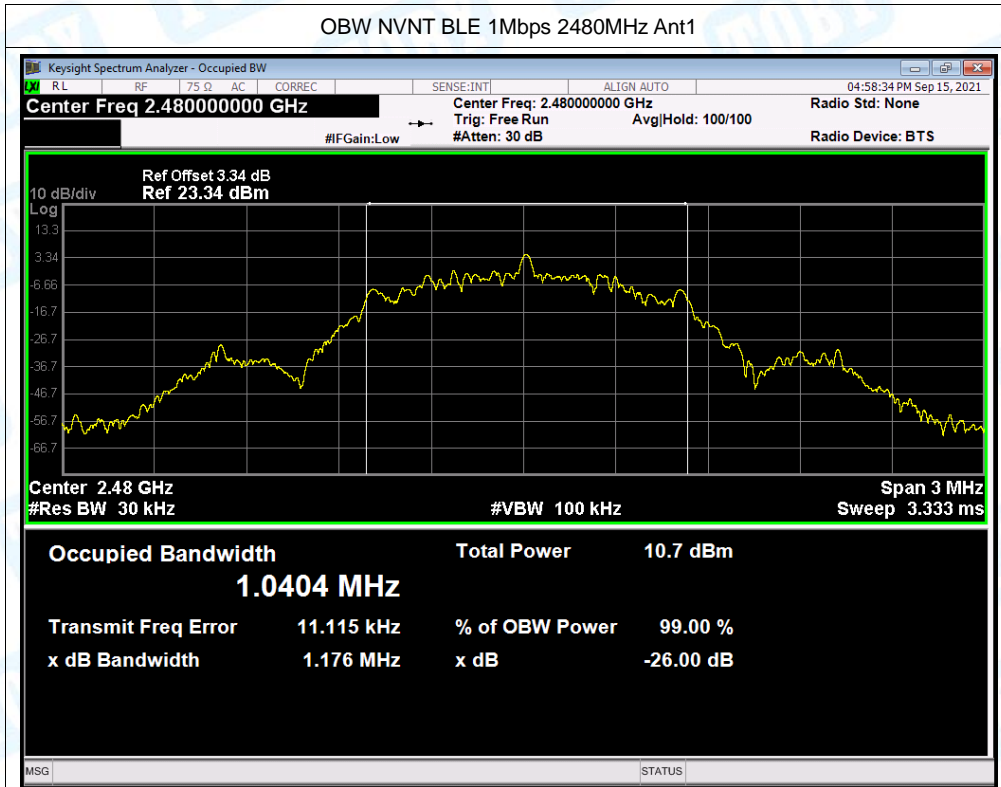 OBW NVNT BLE 1Mbps 2480MHz Ant1
Keysight Spectrum Analyzer - Occupied BW
LXI RL RF 75 Ω AC CORREC SENSE:INT ALIGN AUTO 04:58:34 PM Sep 15, 2021
Center Freq 2.480000000 GHz Center Freq: 2.480000000 GHz Radio Std: None
Trig: Free Run Avg|Hold: 100/100
#IFGain:Low #Atten: 30 dB Radio Device: BTS
Ref Offset 3.34 dB
10 dB/div Ref 23.34 dBm
Log
13.3
3.34
-6.66
-16.7
-26.7
-36.7
-46.7
-56.7
-66.7
Center 2.48 GHz Span 3 MHz
#Res BW 30 kHz #VBW 100 kHz Sweep 3.333 ms
Occupied Bandwidth Total Power 10.7 dBm
1.0404 MHz
Transmit Freq Error 11.115 kHz % of OBW Power 99.00 %
x dB Bandwidth 1.176 MHz x dB -26.00 dB
MSG STATUS